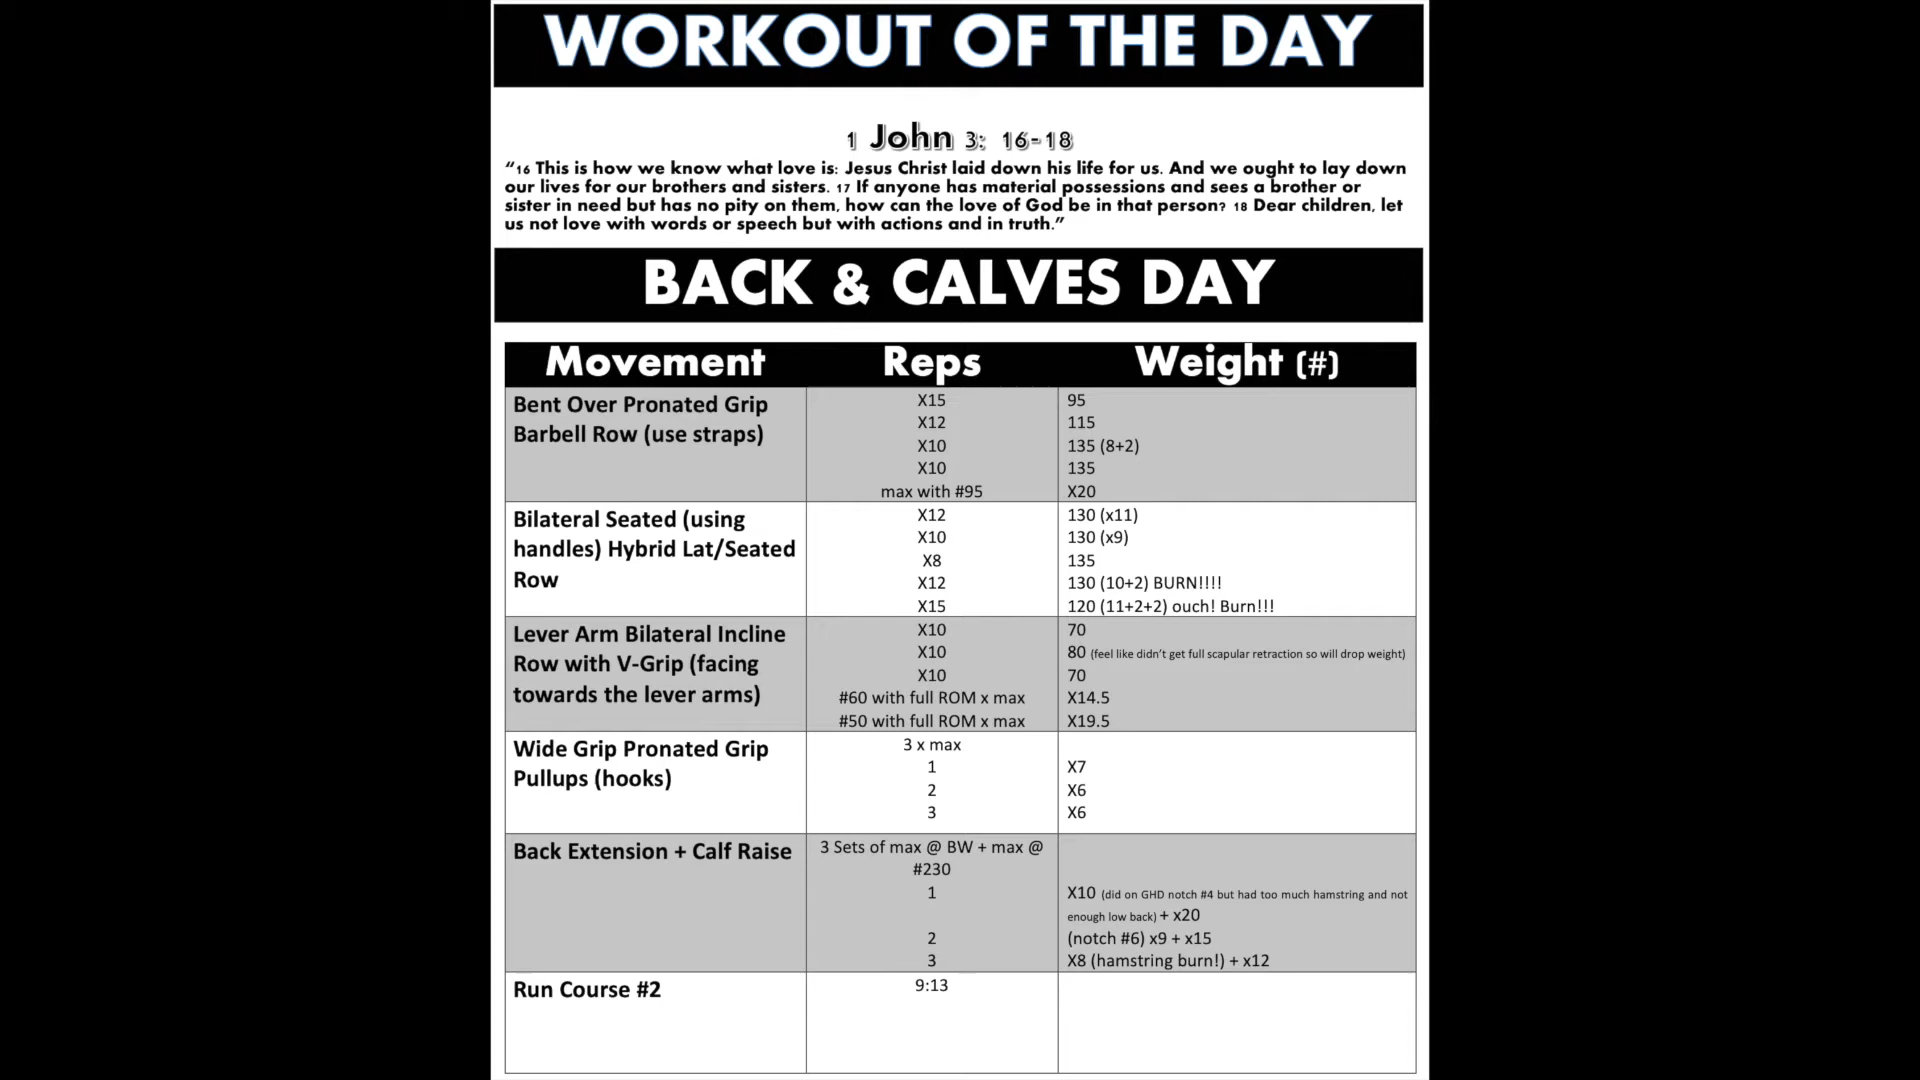 WORKOUT OF THE DAY
1 John 3: 16-18
“16 This is how we know what love is: Jesus Christ laid down his life for us. And we ought to lay down
our lives for our brothers and sisters. 17 If anyone has material possessions and sees a brother or
sister in need but has no pity on them, how can the love of God be in that person? 18 Dear children, let
us not love with words or speech but with actions and in truth.”
BACK & CALVES DAY
Movement Reps Weight (#)
Bent Over Pronated Grip
Barbell Row (use straps)
X15 95
X12 115
X10 135 (8+2)
X10 135
max with #95 X20
Bilateral Seated (using
handles) Hybrid Lat/Seated
Row
X12 130 (x11)
X10 130 (x9)
X8 135
X12 130 (10+2) BURN!!!!
X15 120 (11+2+2) ouch! Burn!!!
Lever Arm Bilateral Incline
Row with V-Grip (facing
towards the lever arms)
X10 70
X10 80 (feel like didn’t get full scapular retraction so will drop weight)
X10 70
#60 with full ROM x max X14.5
#50 with full ROM x max X19.5
Wide Grip Pronated Grip
Pullups (hooks)
3 x max
1 X7
2 X6
3 X6
Back Extension + Calf Raise
3 Sets of max @ BW + max @
#230
1 X10 (did on GHD notch #4 but had too much hamstring and not
enough low back) + x20
2 (notch #6) x9 + x15
3 X8 (hamstring burn!) + x12
Run Course #2 9:13